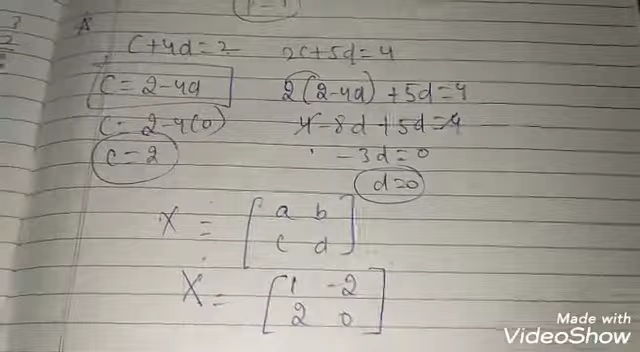 c+4d=2 2c+5d=4
c=2-4d 2(2-4d)+5d=4
c=2-4(0) 4-8d+5d=4
c=2 -3d=0
d=0
X = [a b
c d]
X = [1 -2
2 0]
Made with
VideoShow